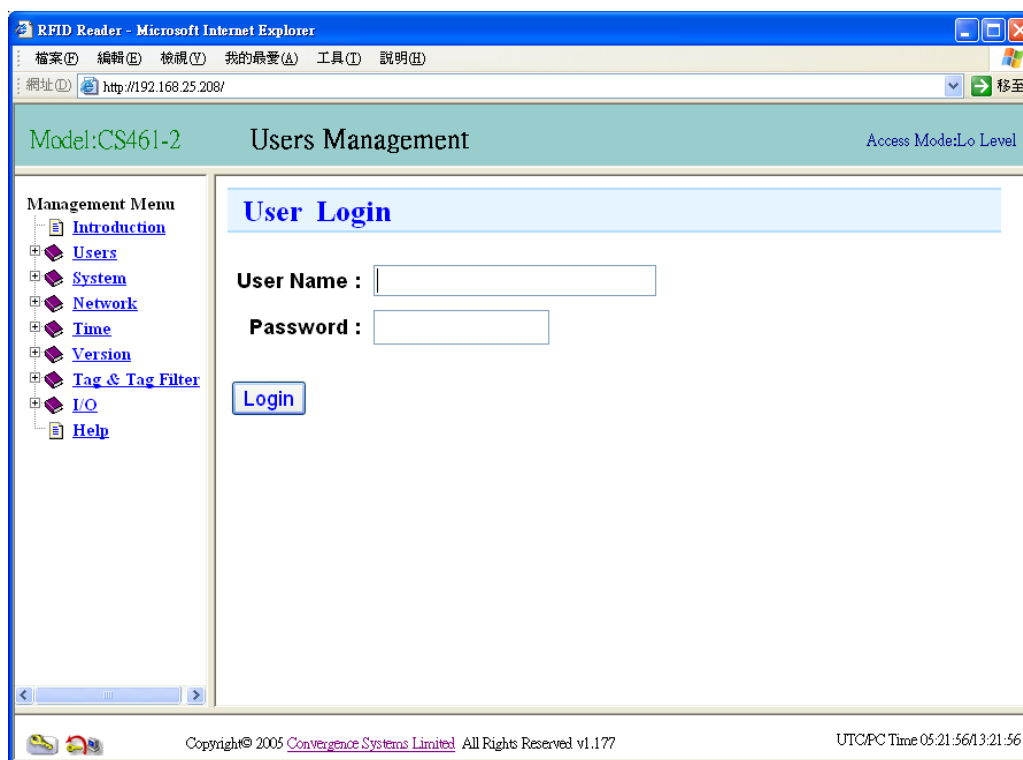 RFID Reader - Microsoft Internet Explorer
檔案(F) 編輯(E) 檢視(V) 我的最愛(A) 工具(T) 說明(H)
網址(D) http://192.168.25.208/ 移至
Model:CS461-2 Users Management Access Mode:Lo Level
Management Menu
Introduction
Users
System
Network
Time
Version
Tag & Tag Filter
I/O
Help
User Login
User Name :
Password :
Login
Copyright© 2005 Convergence Systems Limited All Rights Reserved v1.177
UTC/PC Time 05:21:56/13:21:56